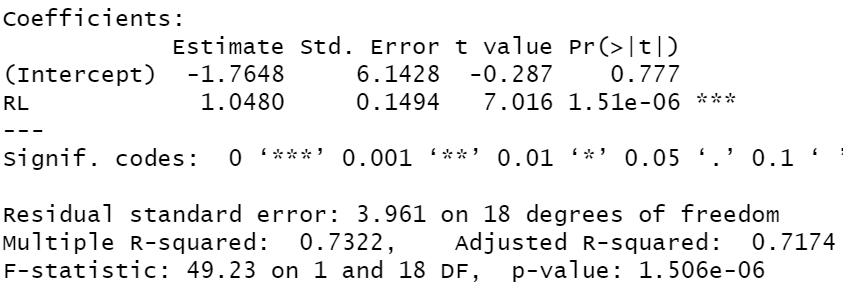 Coefficients:
            Estimate Std. Error t value Pr(>|t|)
(Intercept)  -1.7648     6.1428  -0.287    0.777
RL            1.0480     0.1494   7.016 1.51e-06 ***
---
Signif. codes:  0 ‘***’ 0.001 ‘**’ 0.01 ‘*’ 0.05 ‘.’ 0.1 ‘ ’
Residual standard error: 3.961 on 18 degrees of freedom
Multiple R-squared:  0.7322,    Adjusted R-squared:  0.7174
F-statistic: 49.23 on 1 and 18 DF,  p-value: 1.506e-06